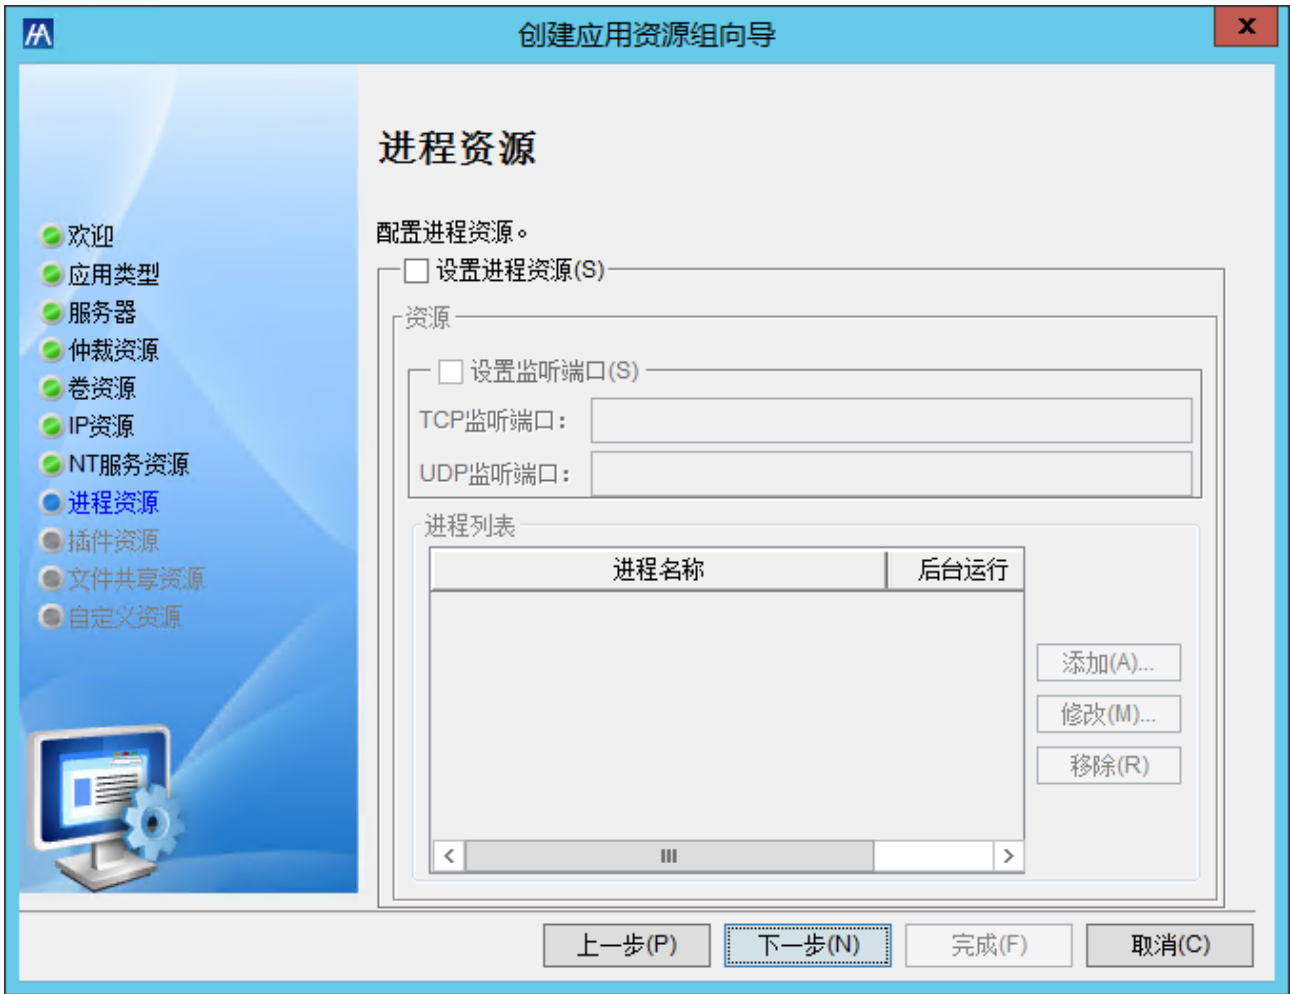 创建应用资源组向导
欢迎
应用类型
服务器
仲裁资源
卷资源
IP资源
NT服务资源
进程资源
插件资源
文件共享资源
自定义资源
进程资源
配置进程资源。
设置进程资源(S)
资源
设置监听端口(S)
TCP监听端口：
UDP监听端口：
进程列表
进程名称 后台运行
添加(A)...
修改(M)...
移除(R)
上一步(P) 下一步(N) 完成(F) 取消(C)